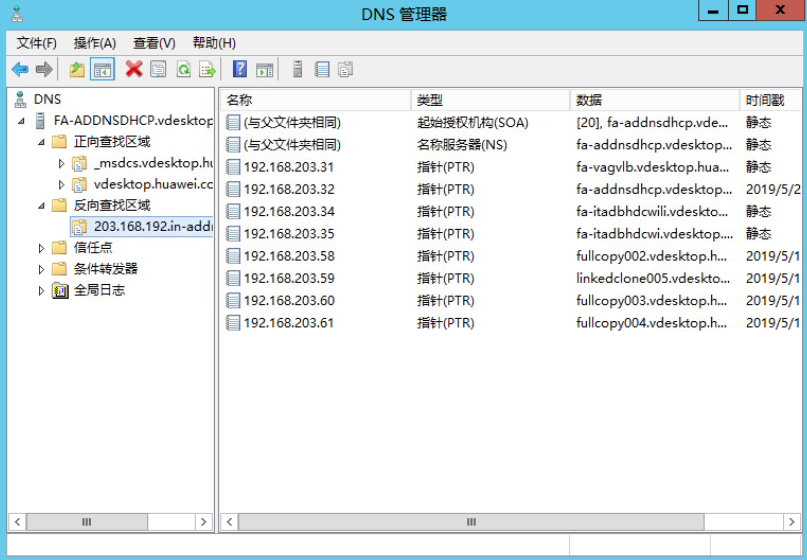 DNS 管理器
文件(F) 操作(A) 查看(V) 帮助(H)
DNS
FA-ADDNSDHCP.vdesktop
正向查找区域
_msdcs.vdesktop.hu
vdesktop.huawei.cc
反向查找区域
203.168.192.in-addr
信任点
条件转发器
全局日志
名称 类型 数据 时间戳
(与父文件夹相同) 起始授权机构(SOA) [20], fa-addnsdhcp.vde... 静态
(与父文件夹相同) 名称服务器(NS) fa-addnsdhcp.vdesktop... 静态
192.168.203.31 指针(PTR) fa-vagvlb.vdesktop.hua... 静态
192.168.203.32 指针(PTR) fa-addnsdhcp.vdesktop... 2019/5/2
192.168.203.34 指针(PTR) fa-itadbhdcwili.vdeskto... 静态
192.168.203.35 指针(PTR) fa-itadbhdcwi.vdesktop.... 静态
192.168.203.58 指针(PTR) fullcopy002.vdesktop.h... 2019/5/1
192.168.203.59 指针(PTR) linkedclone005.vdeskto... 2019/5/1
192.168.203.60 指针(PTR) fullcopy003.vdesktop.h... 2019/5/1
192.168.203.61 指针(PTR) fullcopy004.vdesktop.h... 2019/5/1